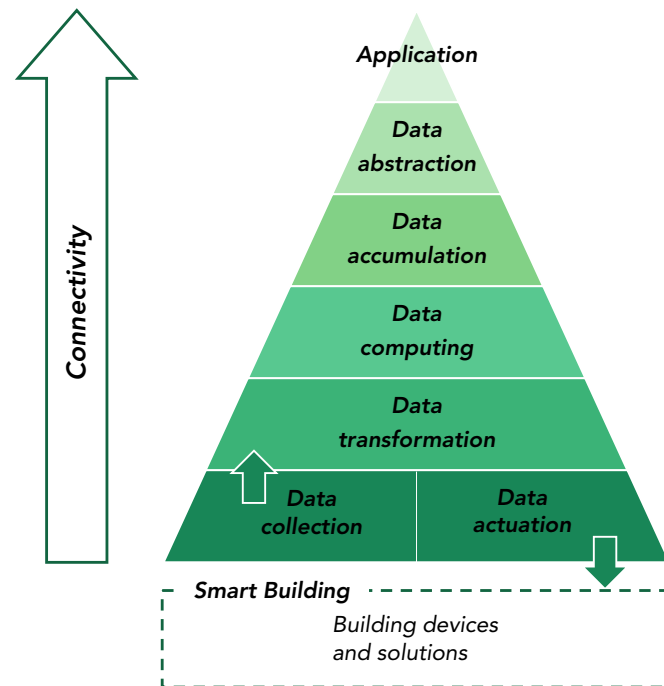 Application
Data
abstraction
Data
accumulation
Connectivity
Data
computing
Data
transformation
Data
collection
Data
actuation
Smart Building
Building devices
and solutions